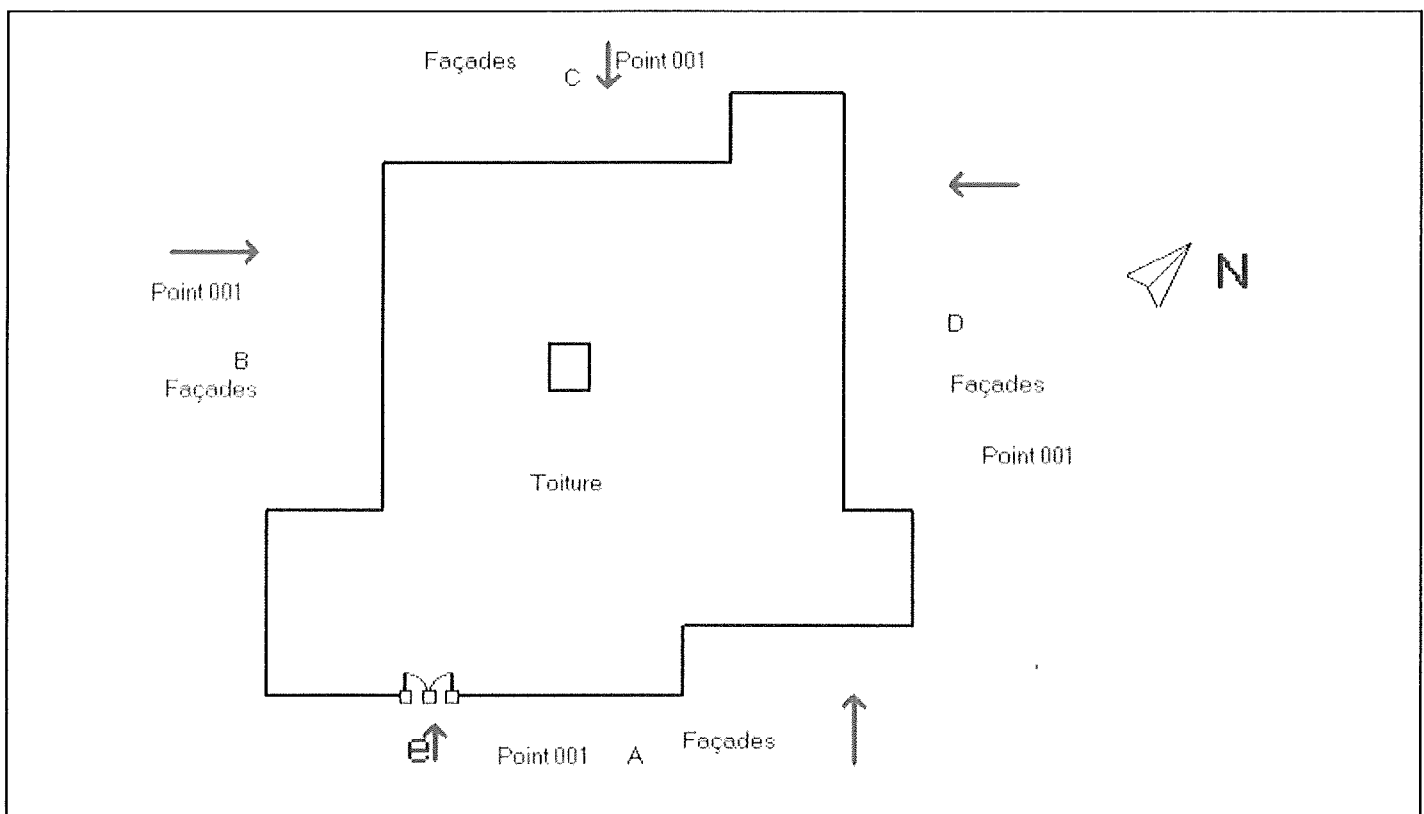 Façades
C
Point 001
Point 001
B
Façades
N
D
Façades
Point 001
Toiture
e
Point 001
A
Façades